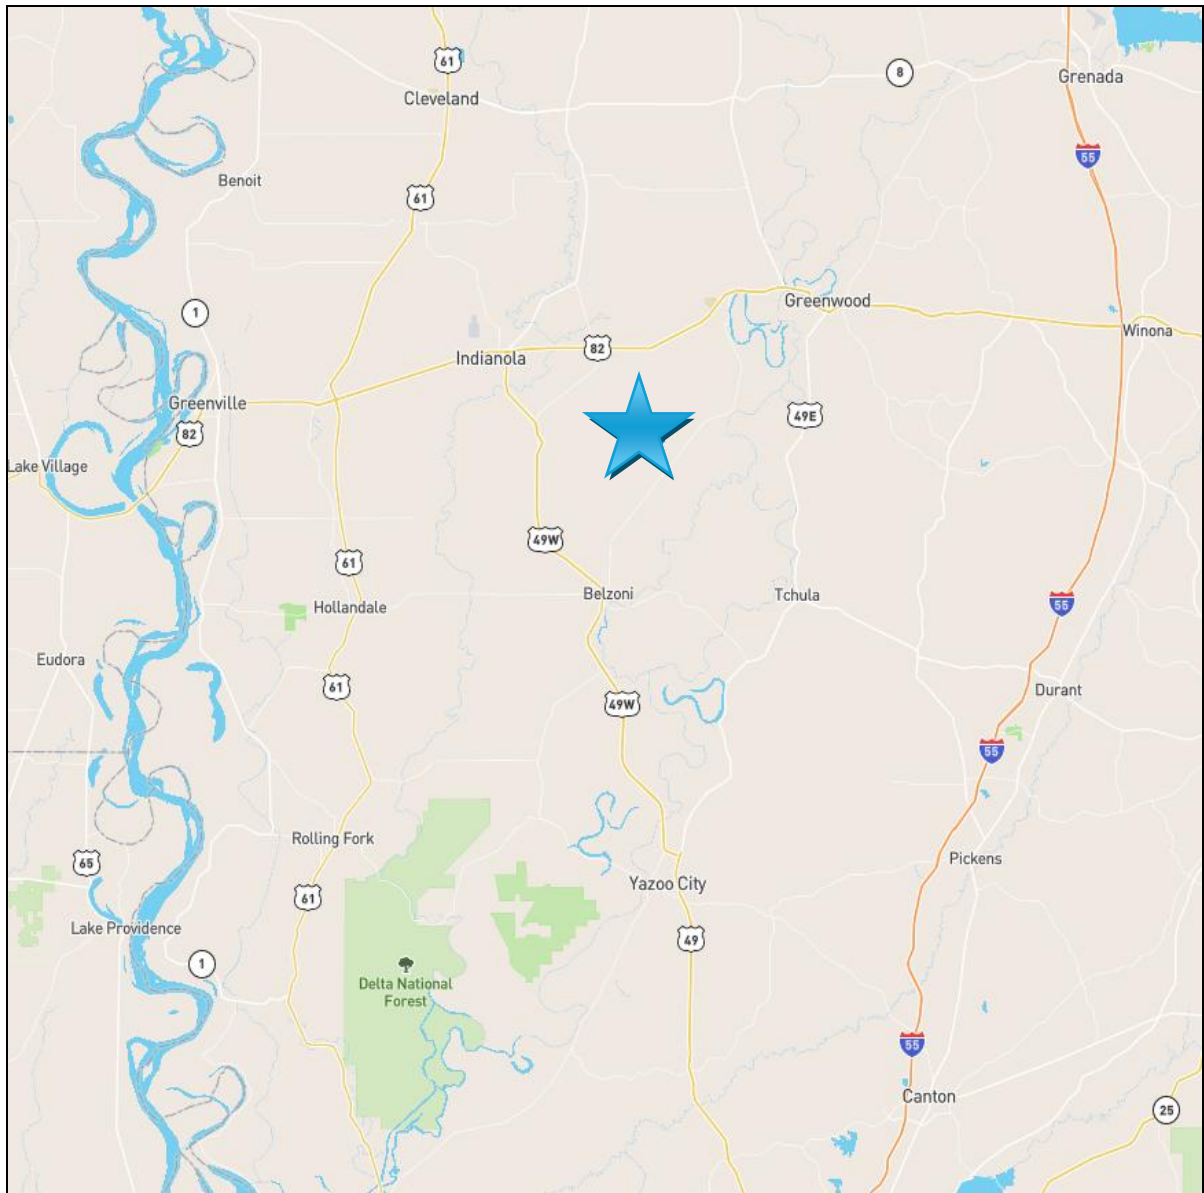 61
Cleveland
8
Grenada
55
Benoit
61
1
Greenwood
Winona
Indianola
82
Greenville
82
49E
Lake Village
49W
61
Belzoni
Tchula
55
Hollandale
Eudora
61
49W
Durant
55
Rolling Fork
65
Pickens
Yazoo City
61
Lake Providence
49
1
Delta National
Forest
55
Canton
25